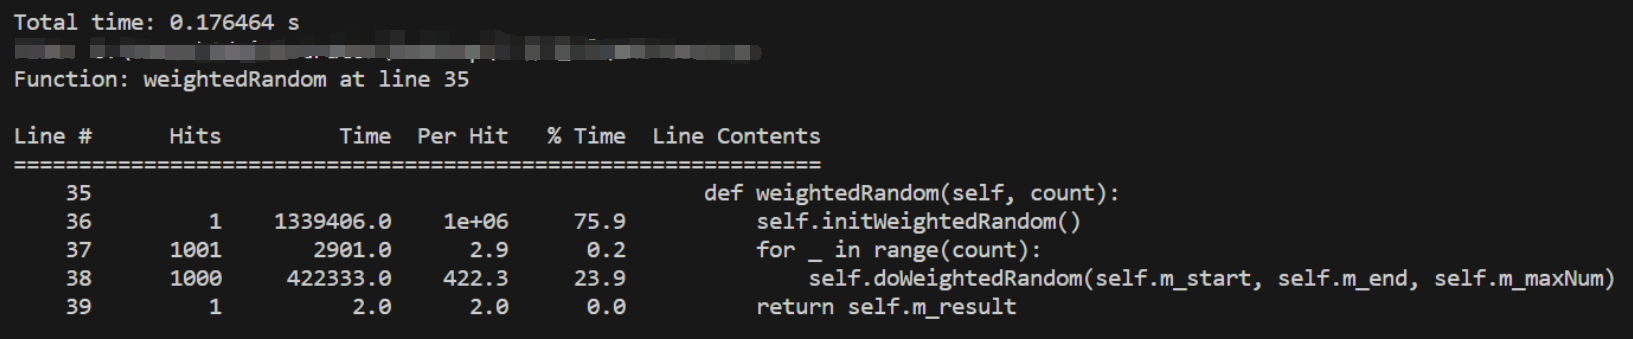 Total time: 0.176464 s
Function: weightedRandom at line 35
Line #      Hits         Time  Per Hit   % Time  Line Contents
==============================================================
    35                                               def weightedRandom(self, count):
    36         1    1339406.0    1e+06     75.9          self.initWeightedRandom()
    37      1001       2901.0      2.9      0.2          for _ in range(count):
    38      1000     422333.0    422.3     23.9              self.doWeightedRandom(self.m_start, self.m_end, self.m_maxNum)
    39         1          2.0      2.0      0.0          return self.m_result